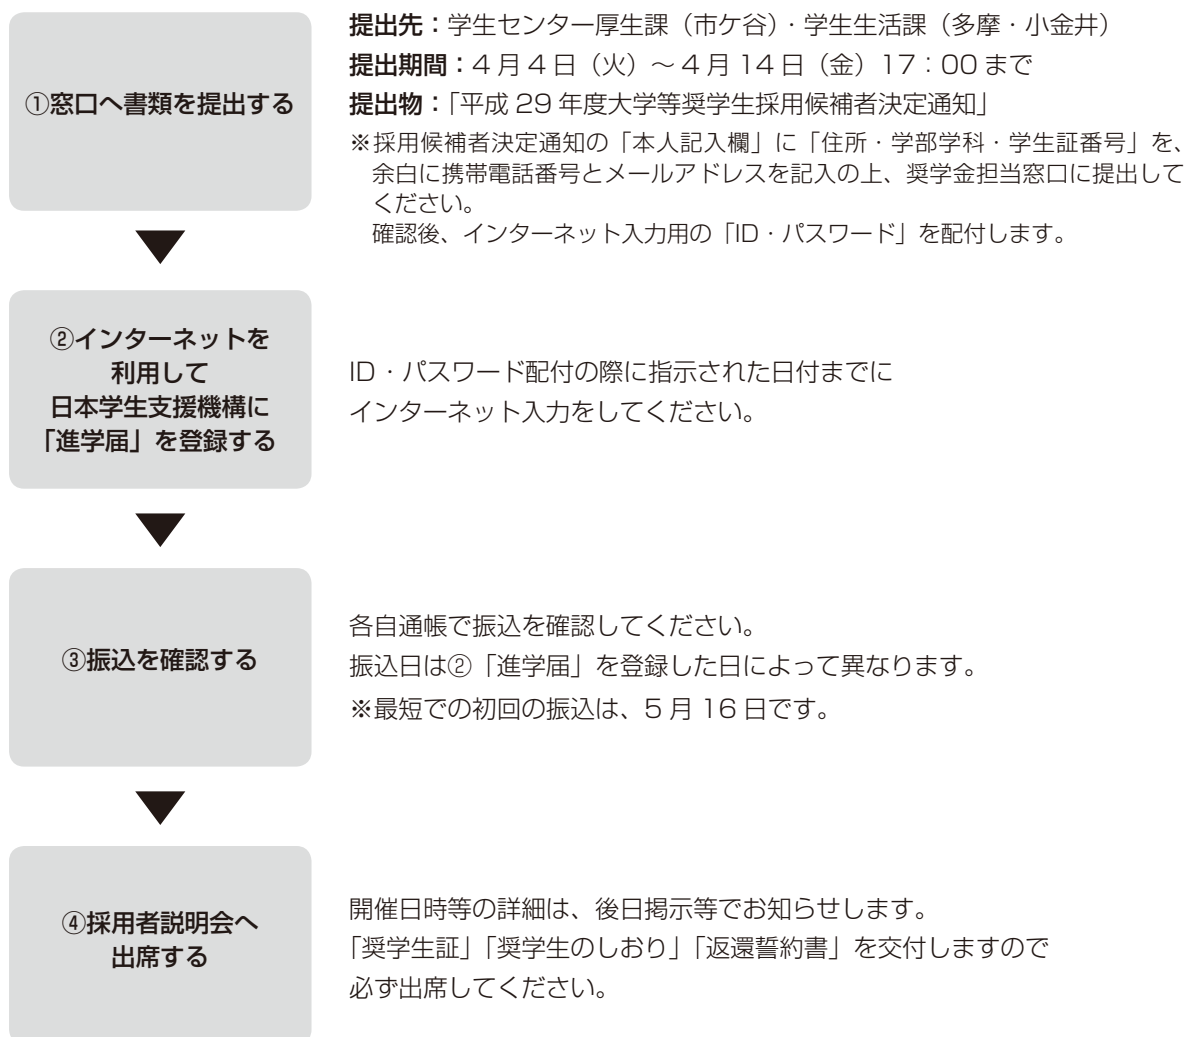 ①窓口へ書類を提出する
提出先：学生センター厚生課（市ケ谷）・学生生活課（多摩・小金井）
提出期間：4月4日（火）～4月14日（金）17：00まで
提出物：「平成29年度大学等奨学生採用候補者決定通知」
※採用候補者決定通知の「本人記入欄」に「住所・学部学科・学生証番号」を、
余白に携帯電話番号とメールアドレスを記入の上、奨学金担当窓口に提出して
ください。
確認後、インターネット入力用の「ID・パスワード」を配付します。
②インターネットを
利用して
日本学生支援機構に
「進学届」を登録する
ID・パスワード配付の際に指示された日付までに
インターネット入力をしてください。
③振込を確認する
各自通帳で振込を確認してください。
振込日は②「進学届」を登録した日によって異なります。
※最短での初回の振込は、5月16日です。
④採用者説明会へ
出席する
開催日時等の詳細は、後日掲示等でお知らせします。
「奨学生証」「奨学生のしおり」「返還誓約書」を交付しますので
必ず出席してください。